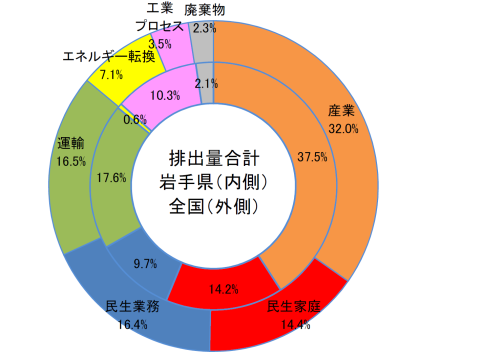 工業
プロセス
3.5%
廃棄物
2.3%
エネルギー転換
7.1%
10.3%
2.1%
産業
32.0%
0.6%
運輸
16.5%
17.6%
37.5%
排出量合計
岩手県(内側)
全国(外側)
9.7%
14.2%
民生業務
16.4%
民生家庭
14.4%